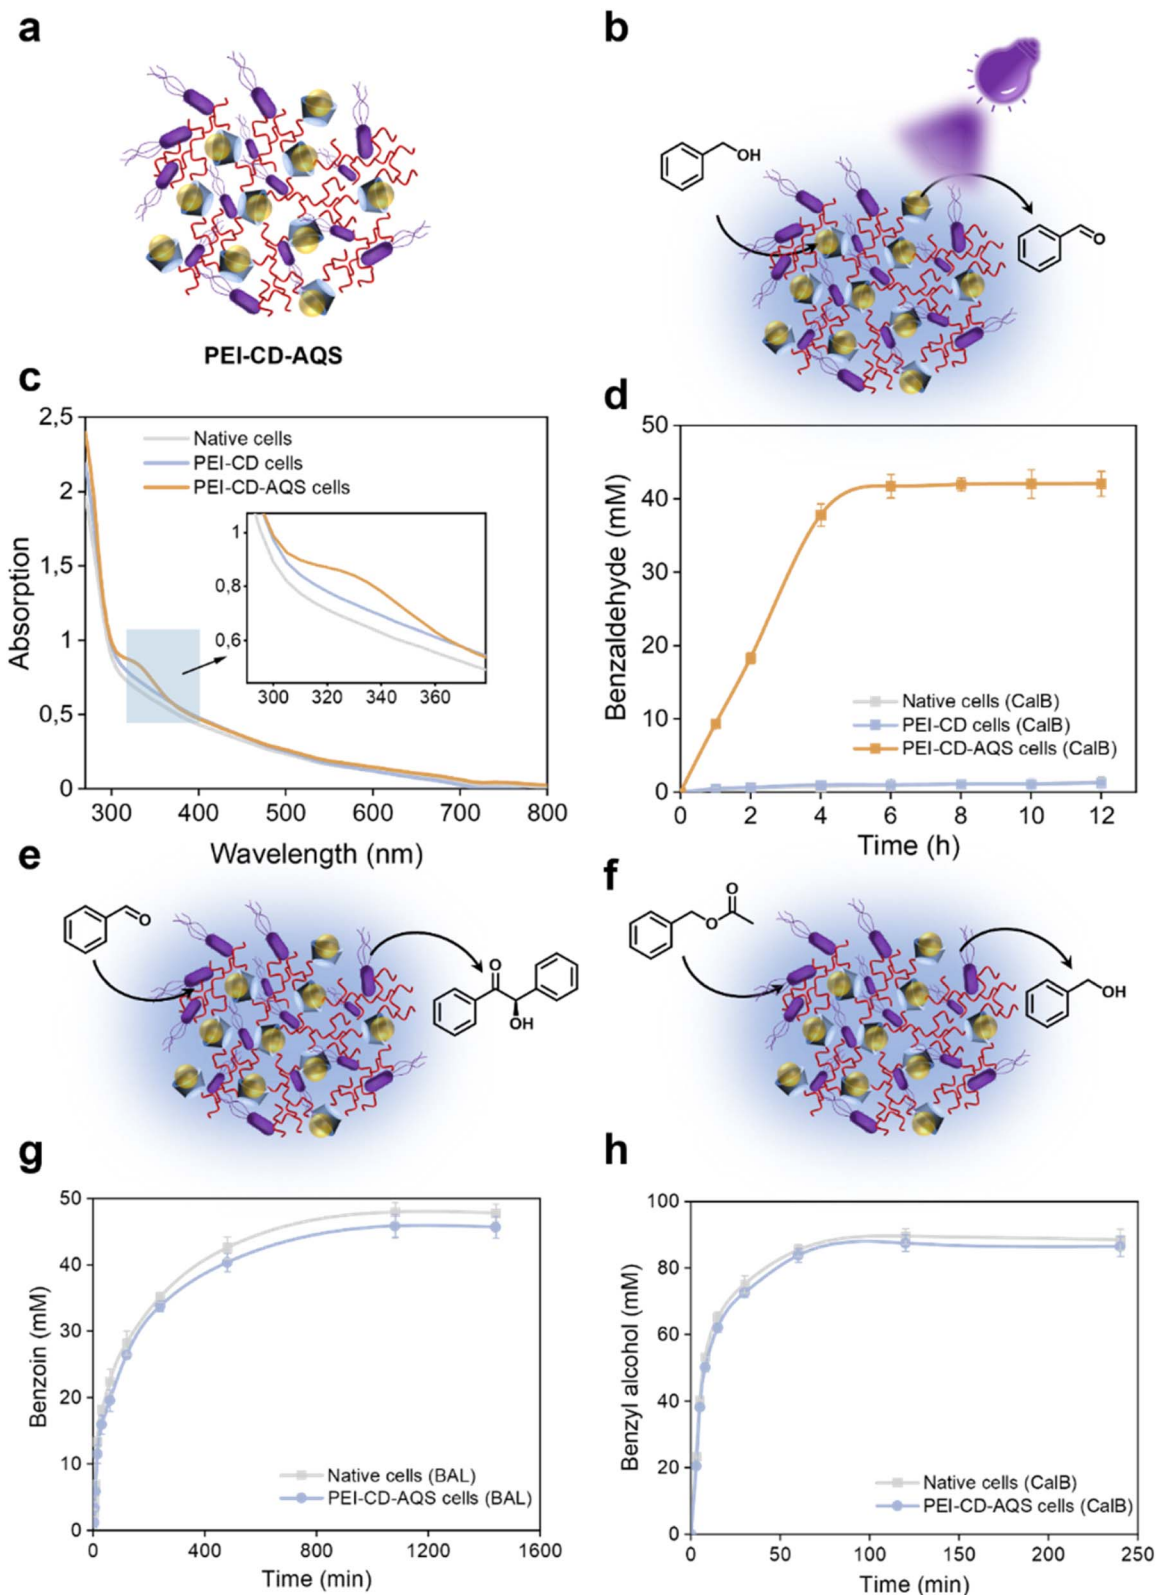 a
PEI-CD-AQS
b
OH
O
c
2,5
2
1,5
1
0,5
0
Absorption
Native cells
PEI-CD cells
PEI-CD-AQS cells
1
0,8
0,6
300
320
340
360
300
400
500
600
700
800
Wavelength (nm)
d
50
40
30
20
10
0
Benzaldehyde (mM)
Native cells (CalB)
PEI-CD cells (CalB)
PEI-CD-AQS cells (CalB)
0
2
4
6
8
10
12
Time (h)
e
O
O
OH
f
O
O
OH
g
50
40
30
20
10
0
Benzoin (mM)
Native cells (BAL)
PEI-CD-AQS cells (BAL)
0
400
800
1200
1600
Time (min)
h
100
80
60
40
20
0
Benzyl alcohol (mM)
Native cells (CalB)
PEI-CD-AQS cells (CalB)
0
50
100
150
200
250
Time (min)